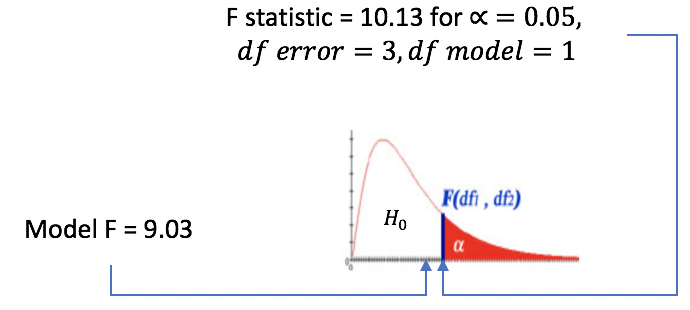 F statistic = 10.13 for ∝ = 0.05,
df error = 3, df model = 1
F(df₁ , df₂)
H₀
Model F = 9.03
α